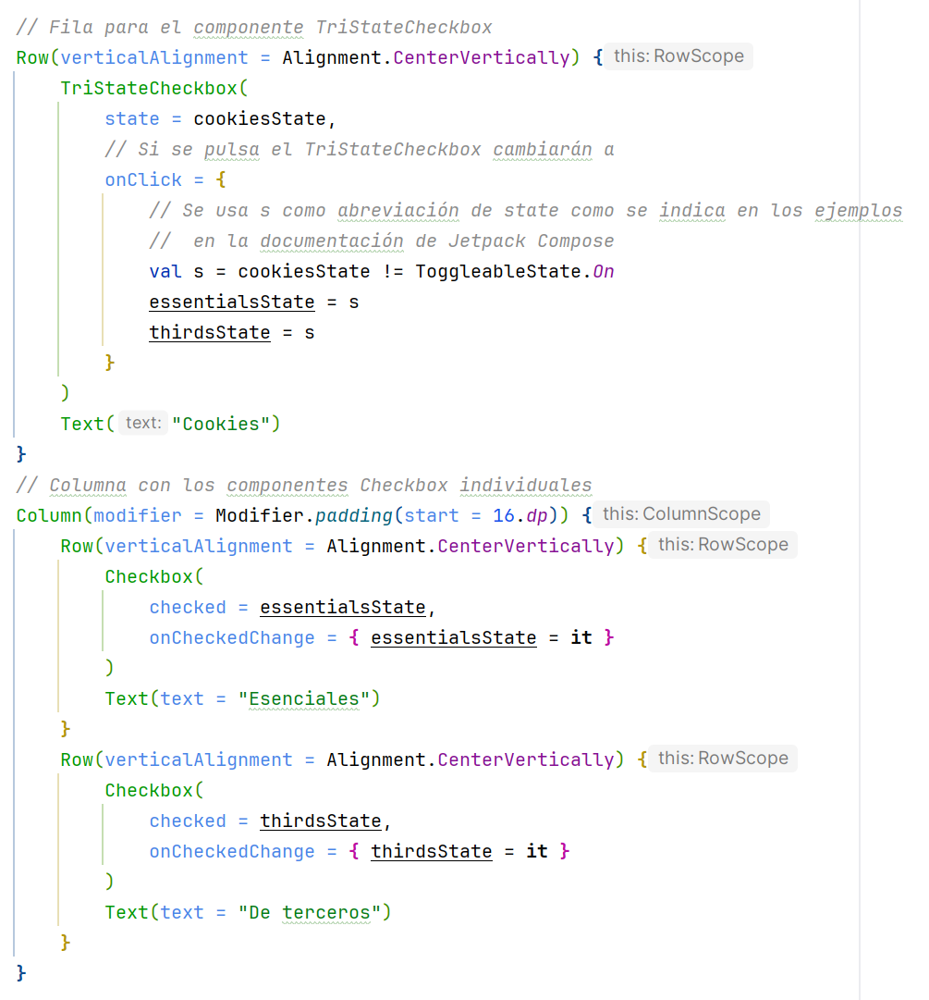 // Fila para el componente TriStateCheckbox
Row(verticalAlignment = Alignment.CenterVertically) { this: RowScope
    TriStateCheckbox(
        state = cookiesState,
        // Si se pulsa el TriStateCheckbox cambiarán a
        onClick = {
            // Se usa s como abreviación de state como se indica en los ejemplos
            //  en la documentación de Jetpack Compose
            val s = cookiesState != ToggleableState.On
            essentialsState = s
            thirdsState = s
        }
    )
    Text( text: "Cookies")
}
// Columna con los componentes Checkbox individuales
Column(modifier = Modifier.padding(start = 16.dp)) { this: ColumnScope
    Row(verticalAlignment = Alignment.CenterVertically) { this: RowScope
        Checkbox(
            checked = essentialsState,
            onCheckedChange = { essentialsState = it }
        )
        Text(text = "Esenciales")
    }
    Row(verticalAlignment = Alignment.CenterVertically) { this: RowScope
        Checkbox(
            checked = thirdsState,
            onCheckedChange = { thirdsState = it }
        )
        Text(text = "De terceros")
    }
}